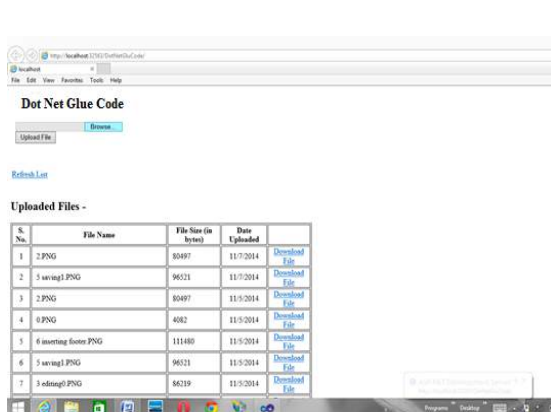 http://localhost:32582/DotNetGluCode/
localhost x
File Edit View Favorites Tools Help
Dot Net Glue Code
Browse...
Upload File
Refresh List
Uploaded Files -
S. No. File Name File Size (in bytes) Date Uploaded
1 2.PNG 80497 11/7/2014 Download File
2 5 saving1.PNG 96521 11/7/2014 Download File
3 2.PNG 80497 11/5/2014 Download File
4 0.PNG 4082 11/5/2014 Download File
5 6 inserting footer.PNG 111480 11/5/2014 Download File
6 5 saving1.PNG 96521 11/5/2014 Download File
7 3 editing0.PNG 86219 11/5/2014 Download File
Programs Desktop